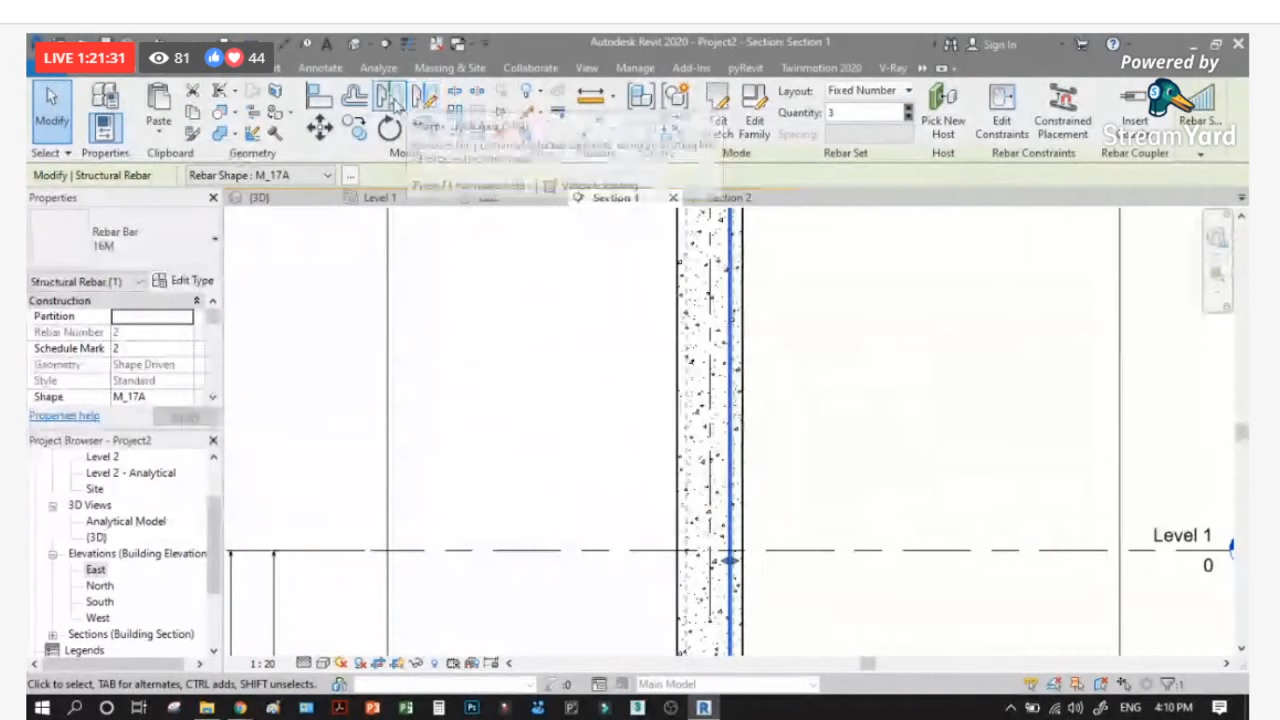 LIVE 1:21:31 81 44
Autodesk Revit 2020 - Project2 - Section: Section 1
Sign In
Powered by
StreamYard
Annotate Analyze Massing & Site Collaborate View Manage Add-Ins pyRevit Twinmotion 2020 V-Ray
Modify
Properties
Paste
Edit Family
Layout: Fixed Number
Quantity: 3
Spacing:
Pick New Host
Edit Constraints
Constrained Placement
Insert
Rebar S...
Select Properties Clipboard Geometry Mode Rebar Set Host Rebar Constraints Rebar Coupler
Modify | Structural Rebar Rebar Shape : M_17A ...
Properties
{3D} Level 1 Section 1 Section 2
Rebar Bar
16M
Structural Rebar (1) Edit Type
Construction
Partition
Rebar Number 2
Schedule Mark 2
Geometry Shape Driven
Style Standard
Shape M_17A
Properties help
Project Browser - Project2
Level 2
Level 2 - Analytical
Site
3D Views
Analytical Model
{3D}
Elevations (Building Elevation
East
North
South
West
Sections (Building Section)
Legends
Level 1
0
1 : 20
Click to select, TAB for alternates, CTRL adds, SHIFT unselects.
:0
Main Model
:1
ENG 4:10 PM